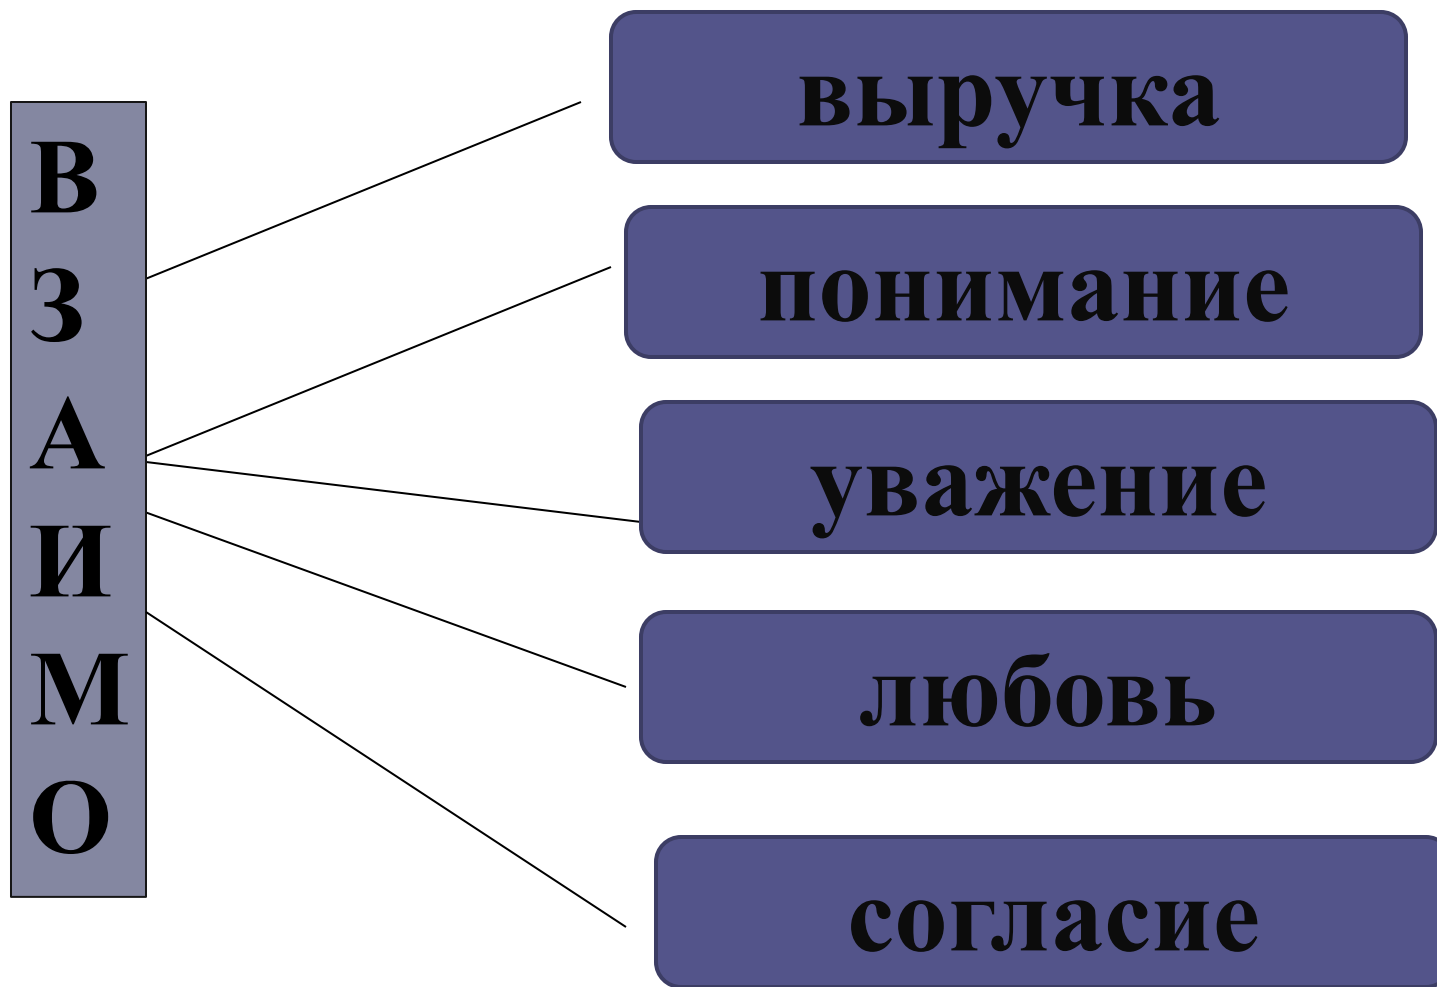 В
З
А
И
М
О
выручка
понимание
уважение
любовь
согласие